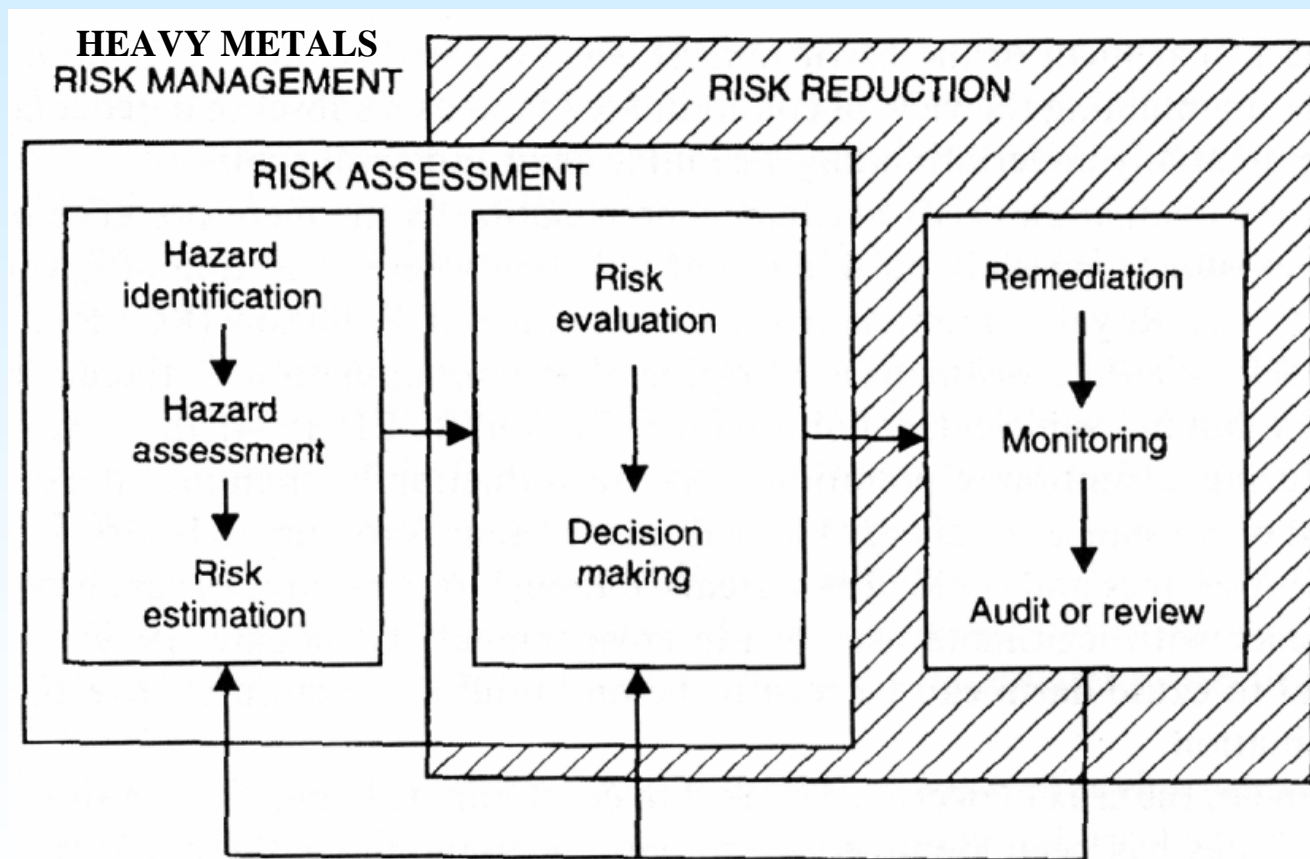 HEAVY METALS
RISK MANAGEMENT
RISK REDUCTION
RISK ASSESSMENT
Hazard
identification
Hazard
assessment
Risk
estimation
Risk
evaluation
Decision
making
Remediation
Monitoring
Audit or review